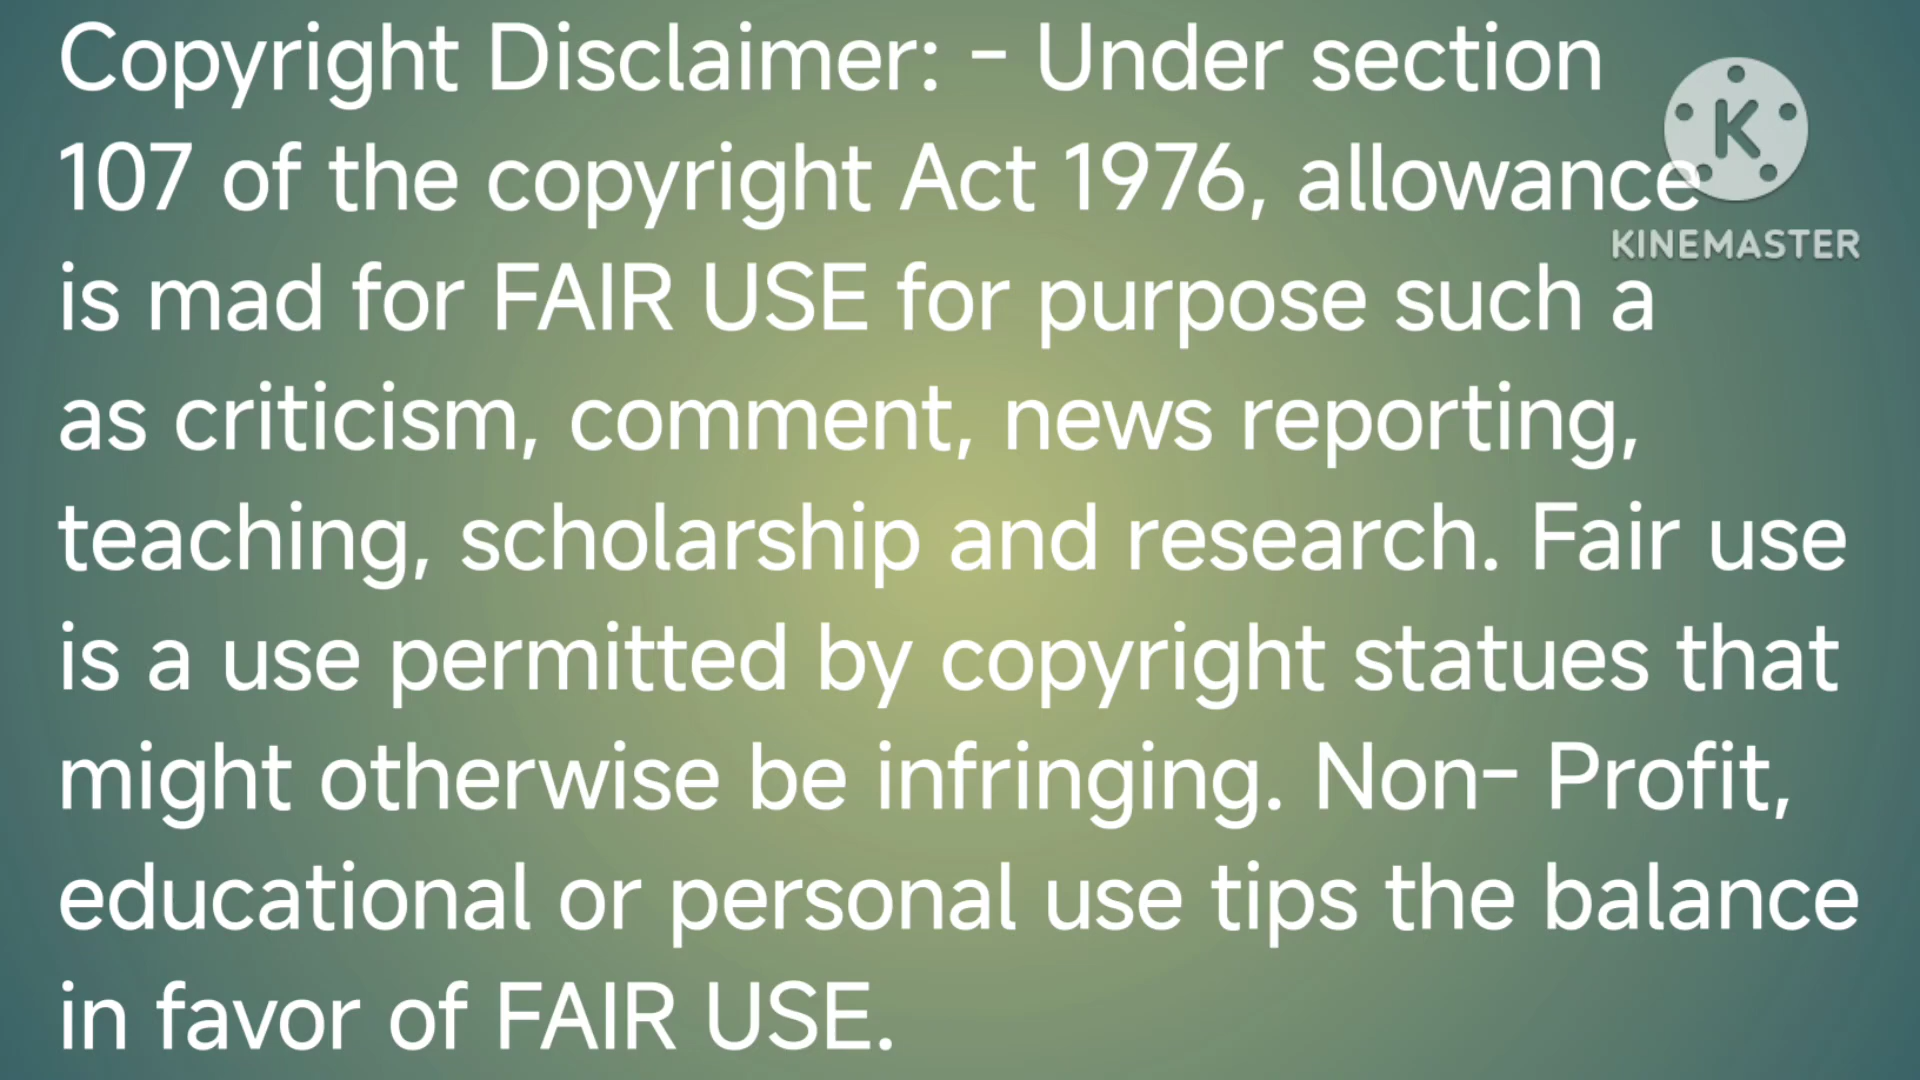 Copyright Disclaimer: - Under section
107 of the copyright Act 1976, allowance
is mad for FAIR USE for purpose such a
as criticism, comment, news reporting,
teaching, scholarship and research. Fair use
is a use permitted by copyright statues that
might otherwise be infringing. Non- Profit,
educational or personal use tips the balance
in favor of FAIR USE.
K
KINEMASTER